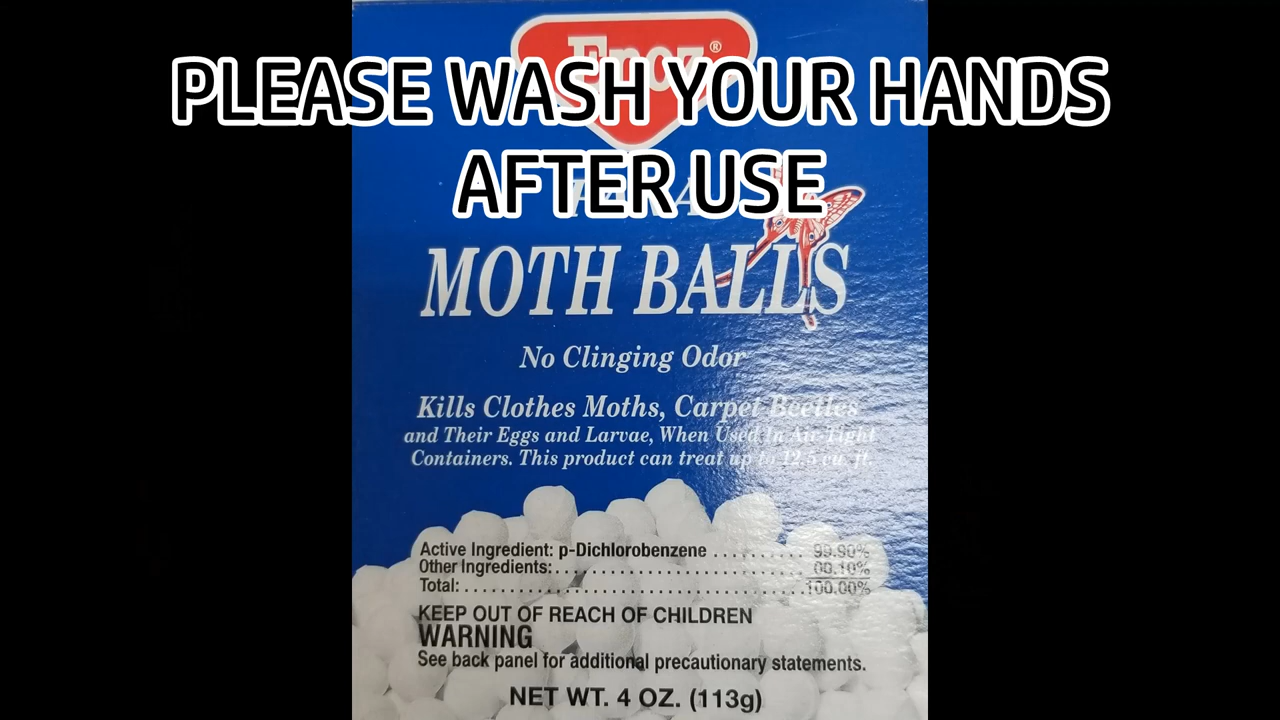 Enoz®
PLEASE WASH YOUR HANDS
AFTER USE
MOTH BALLS
No Clinging Odor
Kills Clothes Moths, Carpet Beetles
and Their Eggs and Larvae, When Used In Air-Tight
Containers. This product can treat up to 12.5 cu. ft.
Active Ingredient: p-Dichlorobenzene .......... 99.90%
Other Ingredients:.............................. 00.10%
Total:..........................................100.00%
KEEP OUT OF REACH OF CHILDREN
WARNING
See back panel for additional precautionary statements.
NET WT. 4 OZ. (113g)